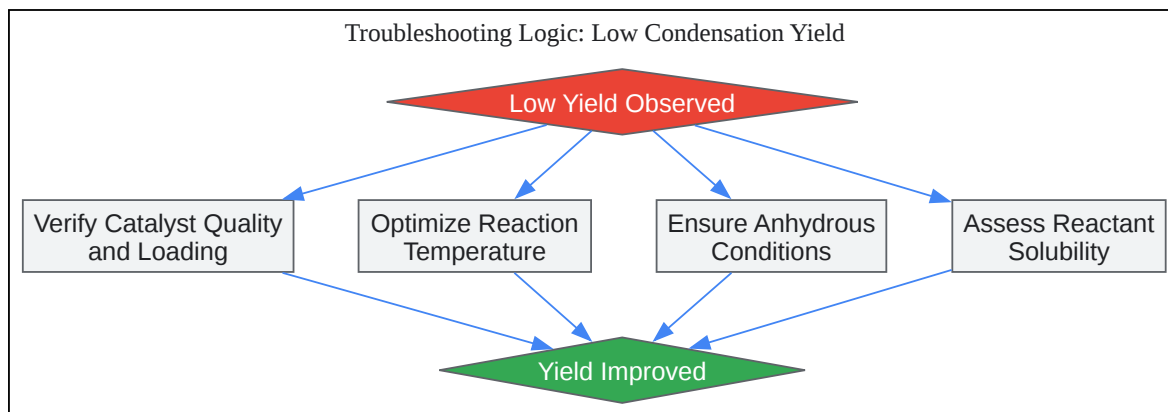 Troubleshooting Logic: Low Condensation Yield
Low Yield Observed
Verify Catalyst Quality
and Loading
Optimize Reaction
Temperature
Ensure Anhydrous
Conditions
Assess Reactant
Solubility
Yield Improved